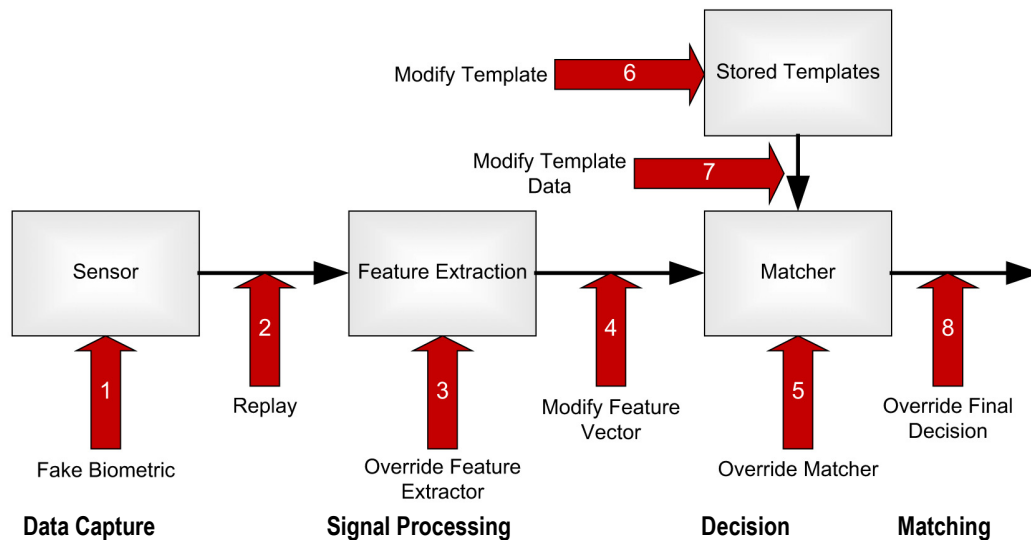 Modify Template
6
Stored Templates
Modify Template
Data
7
Sensor
Feature Extraction
Matcher
1
2
3
4
5
8
Fake Biometric
Replay
Override Feature
Extractor
Modify Feature
Vector
Override Matcher
Override Final
Decision
Data Capture
Signal Processing
Decision
Matching